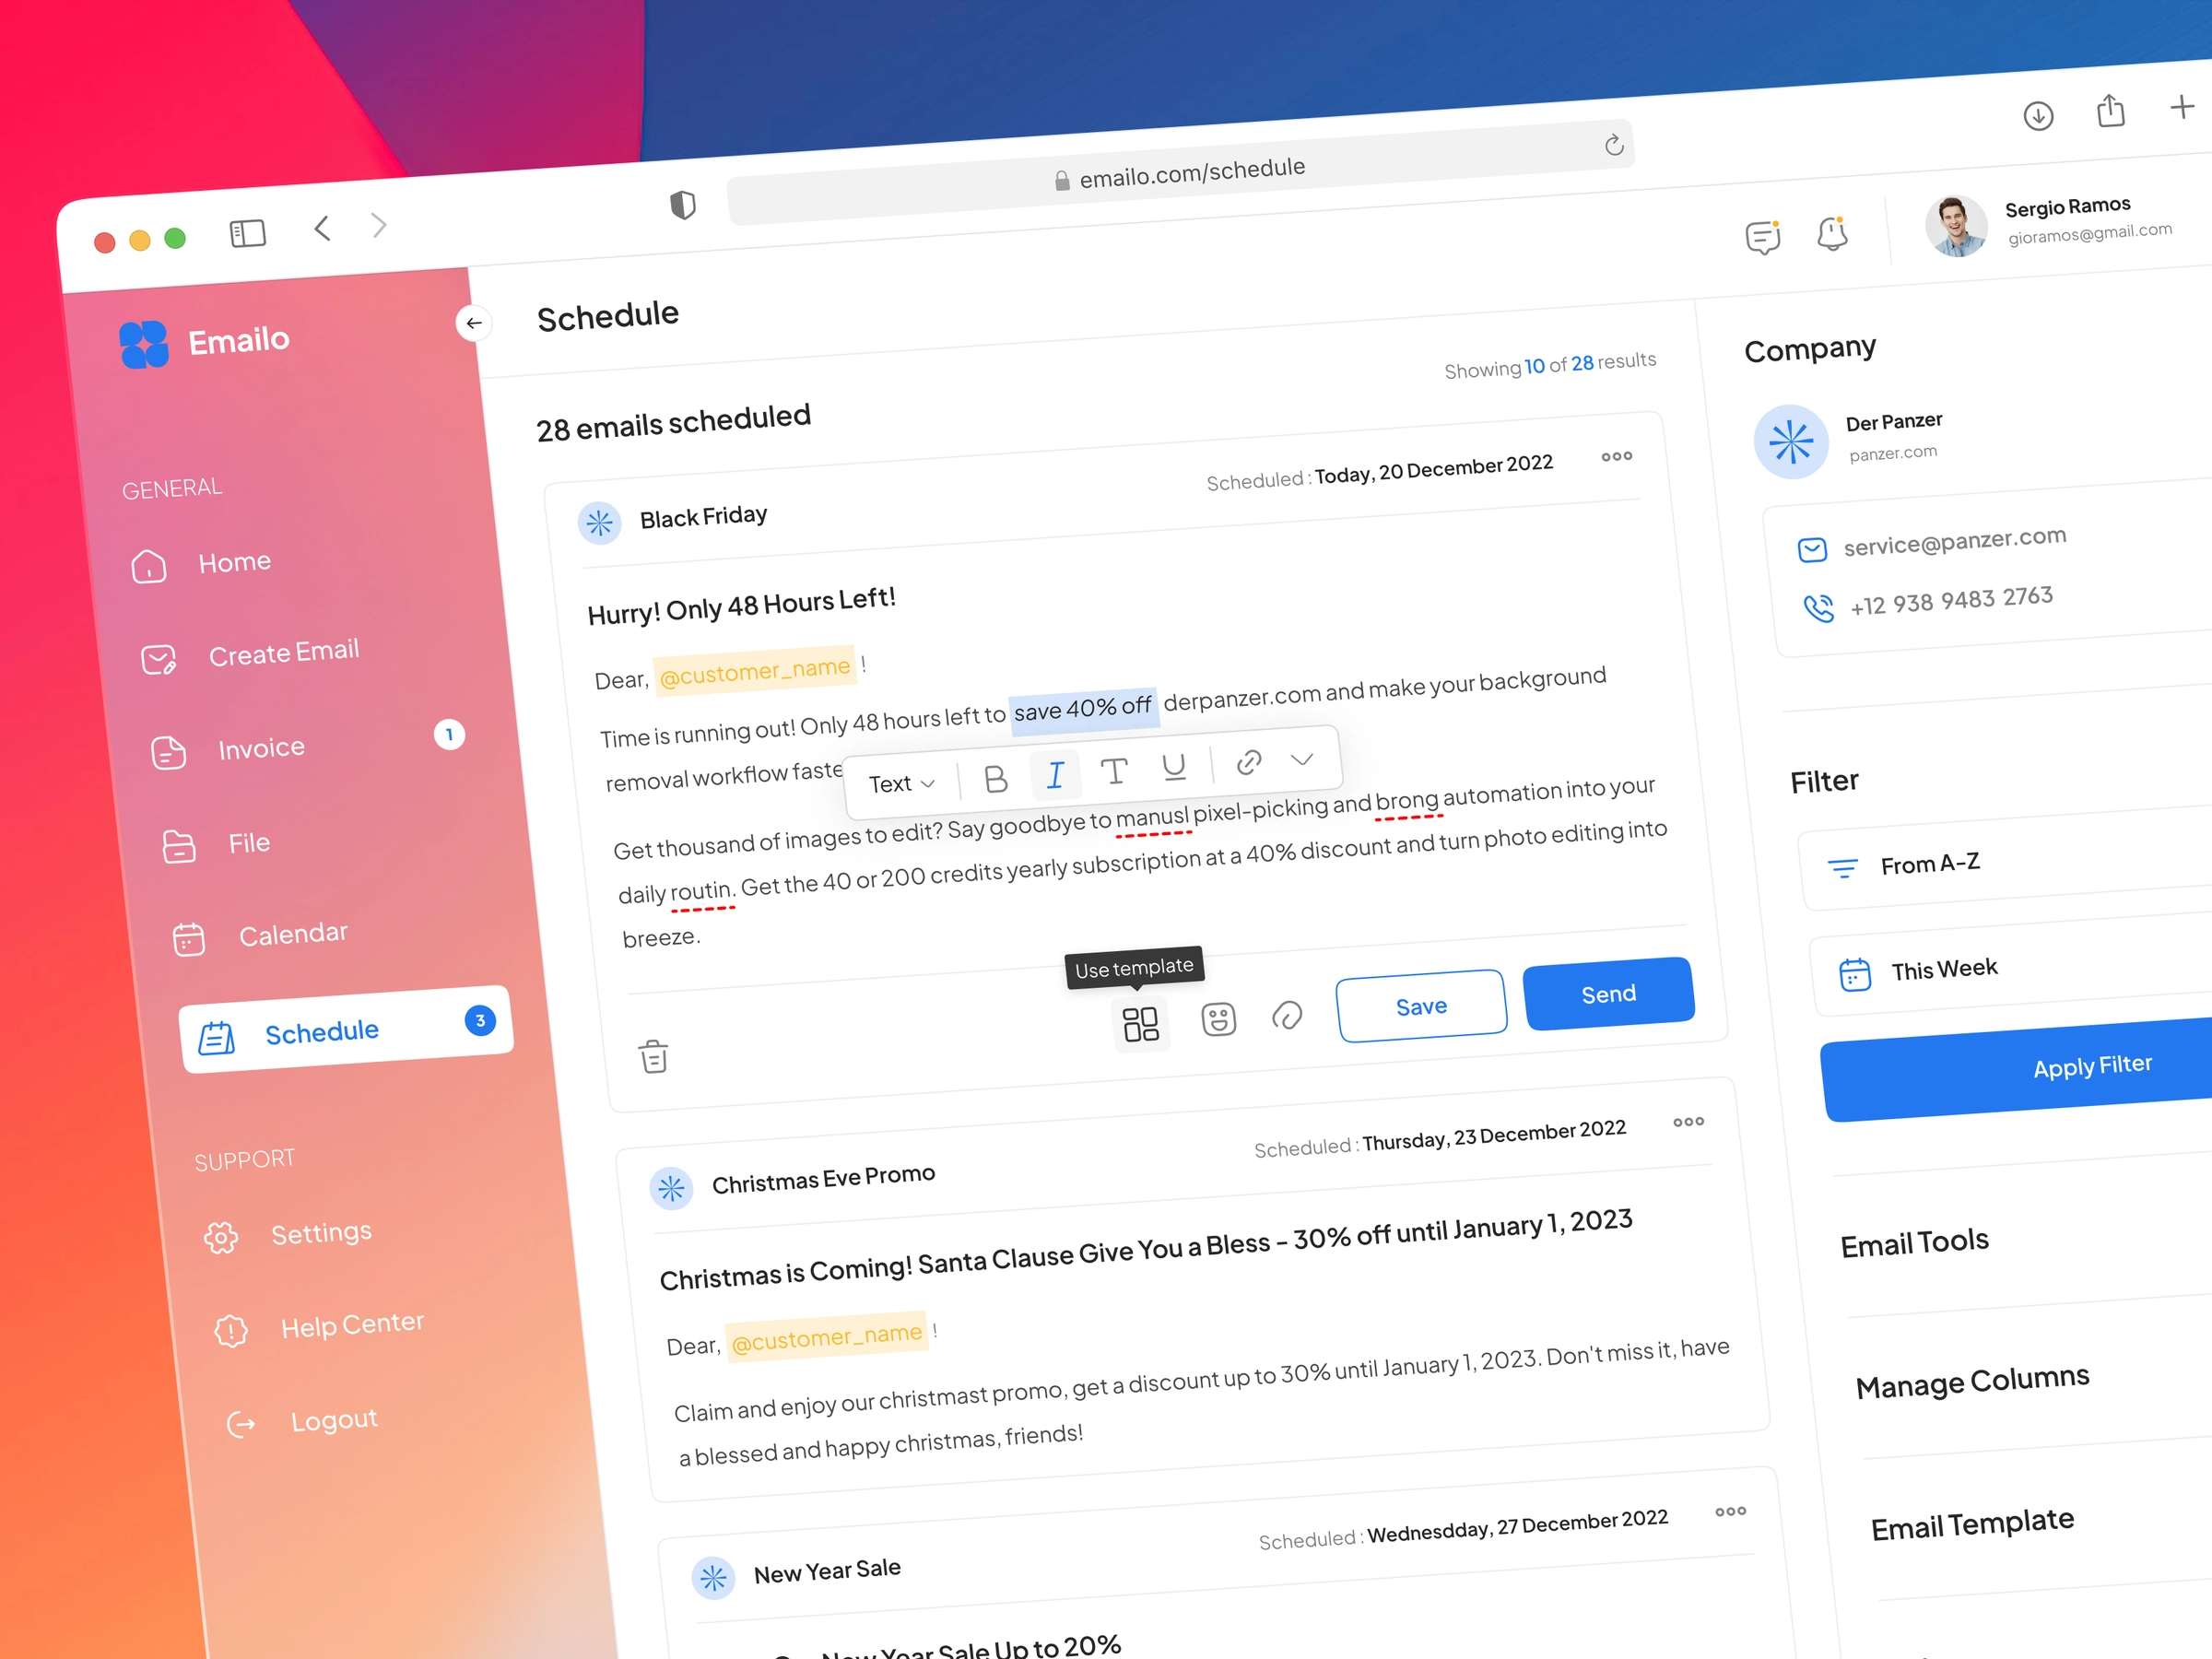 emailo.com/schedule
Sergio Ramos
gioramos@gmail.com
Emailo
GENERAL
Home
Create Email
Invoice
1
File
Calendar
Schedule
3
SUPPORT
Settings
Help Center
Logout
Schedule
Showing 10 of 28 results
28 emails scheduled
Black Friday
Scheduled : Today, 20 December 2022
Hurry! Only 48 Hours Left!
Dear, @customer_name !
Time is running out! Only 48 hours left to save 40% off derpanzer.com and make your background
removal workflow faste
Text B I T U
Get thousand of images to edit? Say goodbye to manusl pixel-picking and brong automation into your
daily routin. Get the 40 or 200 credits yearly subscription at a 40% discount and turn photo editing into
breeze.
Use template
Save
Send
Christmas Eve Promo
Scheduled : Thursday, 23 December 2022
Christmas is Coming! Santa Clause Give You a Bless - 30% off until January 1, 2023
Dear, @customer_name !
Claim and enjoy our christmast promo, get a discount up to 30% until January 1, 2023. Don't miss it, have
a blessed and happy christmas, friends!
New Year Sale
Scheduled : Wednesdday, 27 December 2022
New Year Sale Up to 20%
Company
Der Panzer
panzer.com
service@panzer.com
+12 938 9483 2763
Filter
From A-Z
This Week
Apply Filter
Email Tools
Manage Columns
Email Template